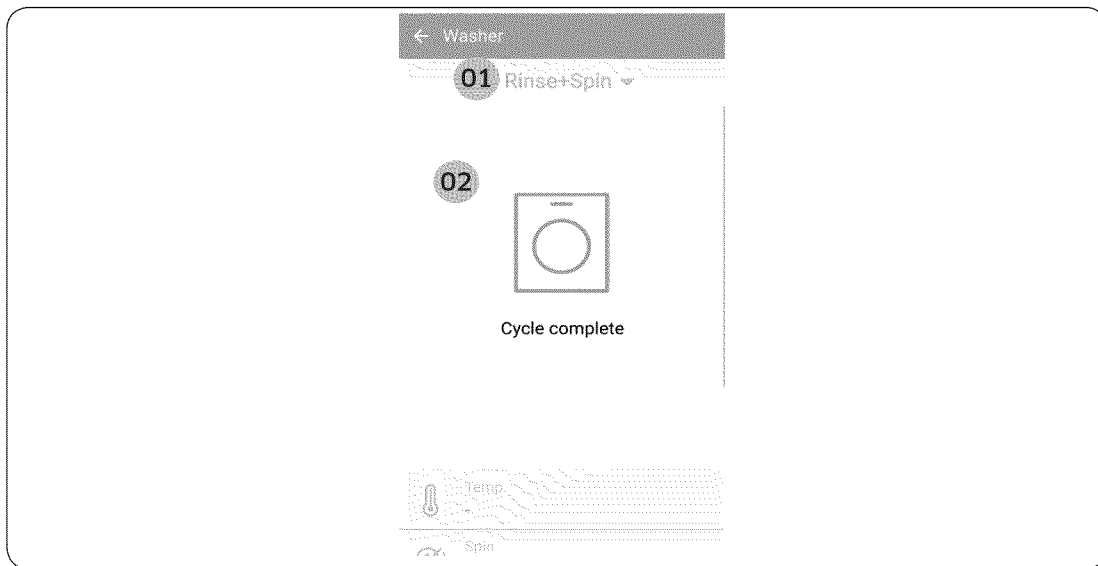 ← Washer
01 Rinse+Spin
02
Cycle complete
Temp.
Spin